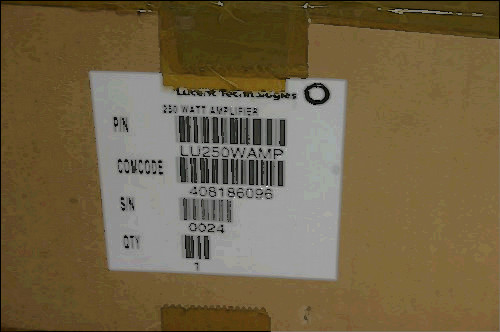 Lucent Technologies
250 WATT AMPLIFIER
P/N
LU250WAMP
COMCODE
408186096
S/N
0024
QTY
1